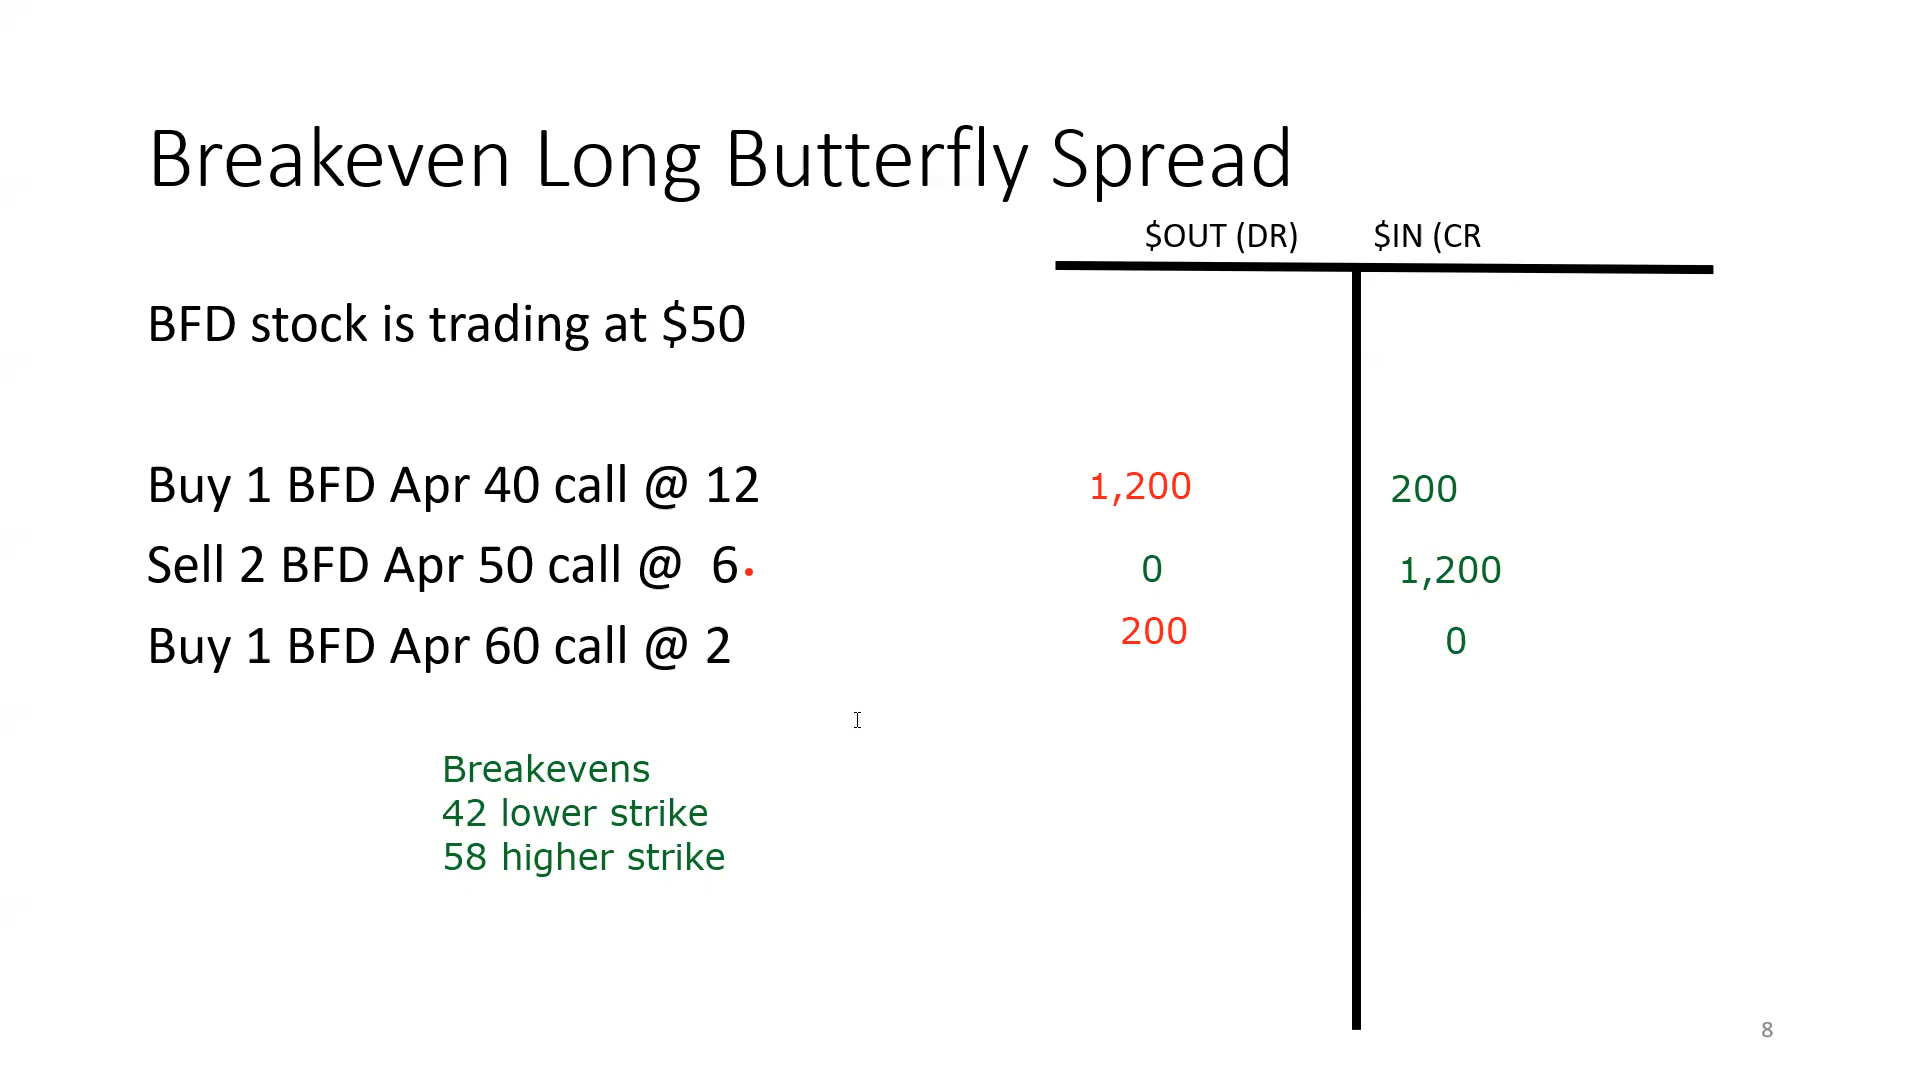 Breakeven Long Butterfly Spread
$OUT (DR) $IN (CR
BFD stock is trading at $50
Buy 1 BFD Apr 40 call @ 12 1,200 200
Sell 2 BFD Apr 50 call @ 6 0 1,200
Buy 1 BFD Apr 60 call @ 2 200 0
Breakevens
42 lower strike
58 higher strike
8